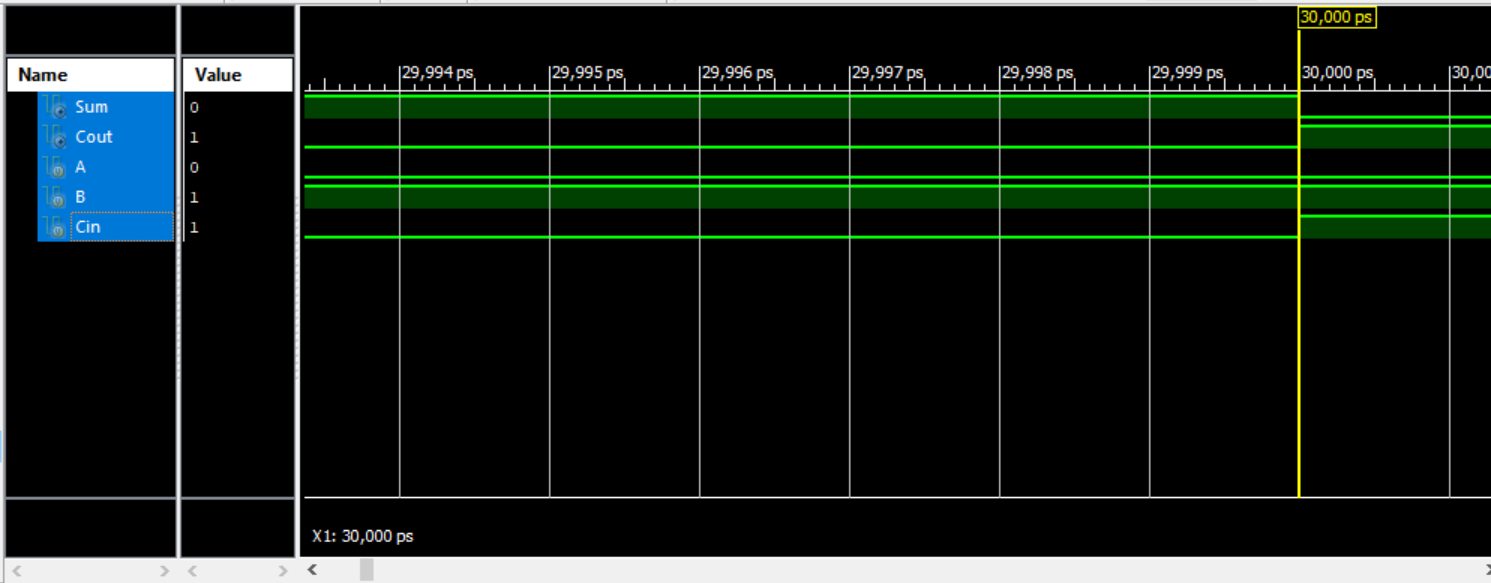 30,000 ps
Name Value
29,994 ps 29,995 ps 29,996 ps 29,997 ps 29,998 ps 29,999 ps 30,000 ps 30,00
Sum 0
Cout 1
A 0
B 1
Cin 1
X1: 30,000 ps